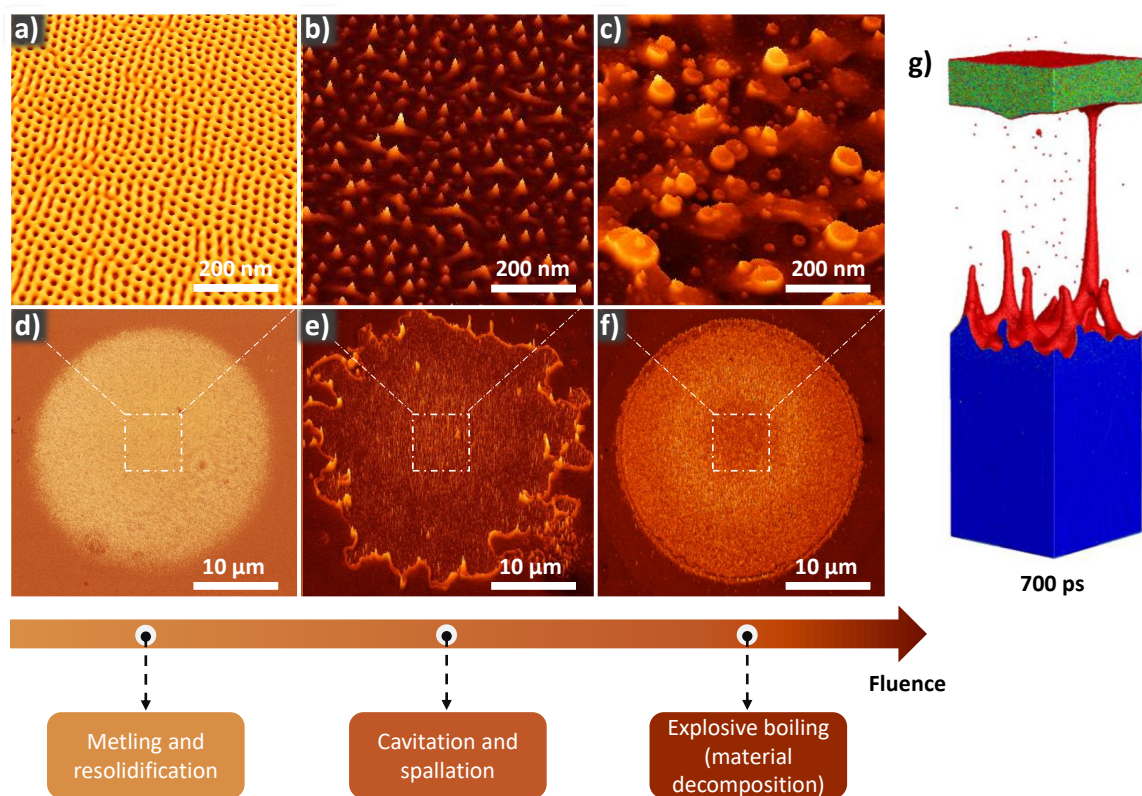 a)
b)
c)
g)
200 nm
200 nm
200 nm
d)
e)
f)
10 µm
10 µm
10 µm
700 ps
Fluence
Metling and
resolidification
Cavitation and
spallation
Explosive boiling
(material
decomposition)